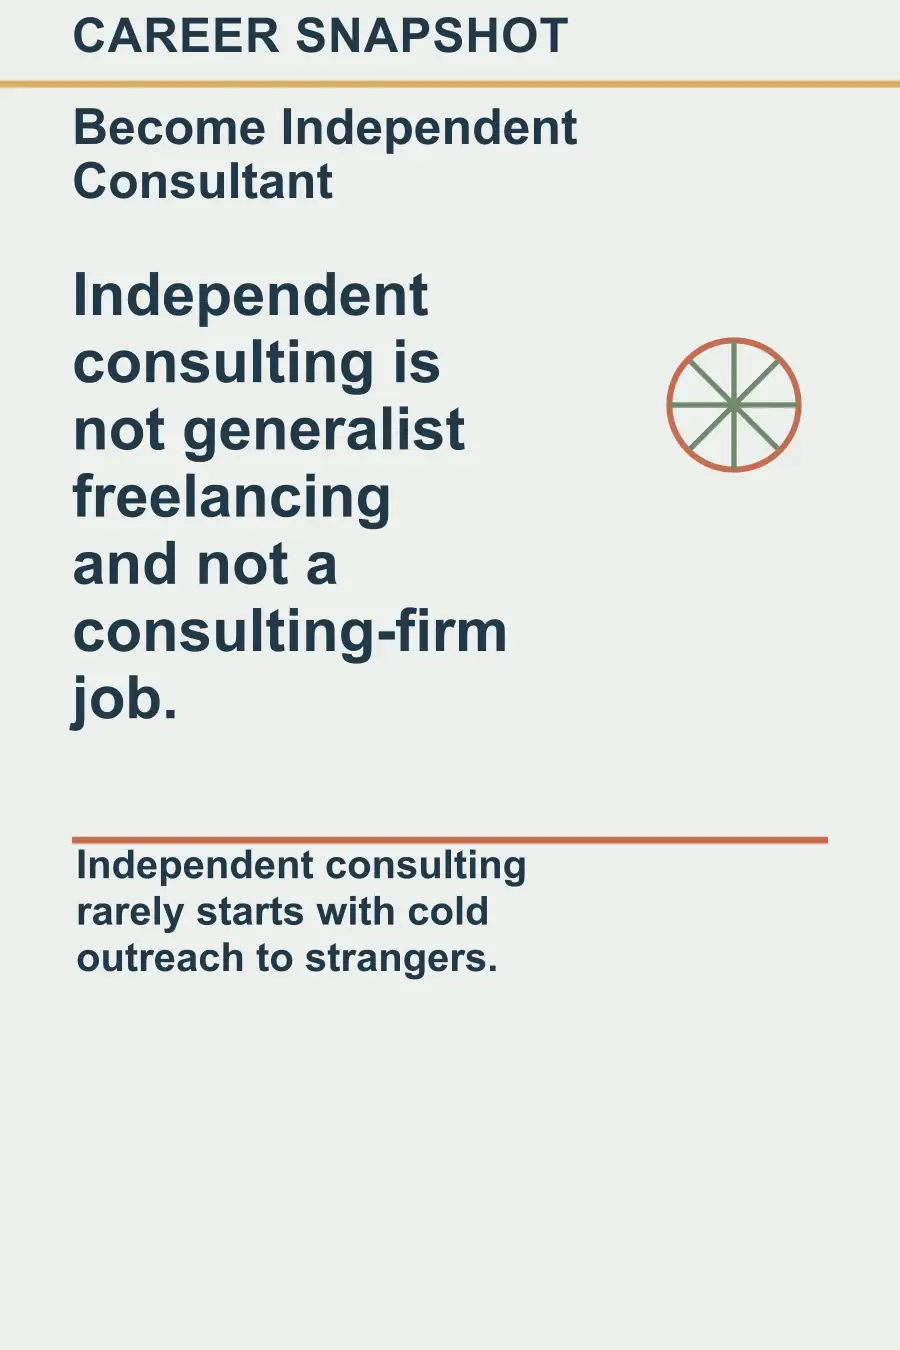 CAREER SNAPSHOT
Become Independent
Consultant
Independent
consulting is
not generalist
freelancing
and not a
consulting-firm
job.
Independent consulting
rarely starts with cold
outreach to strangers.